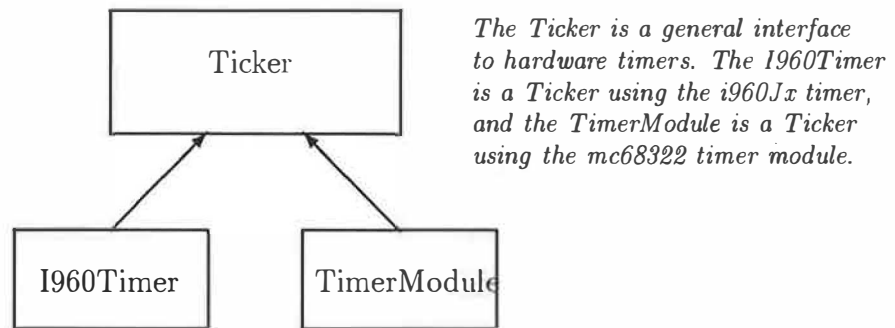 Ticker
The Ticker is a general interface
to hardware timers. The I960Timer
is a Ticker using the i960Jx timer,
and the TimerModule is a Ticker
using the mc68322 timer module.
I960Timer
TimerModule